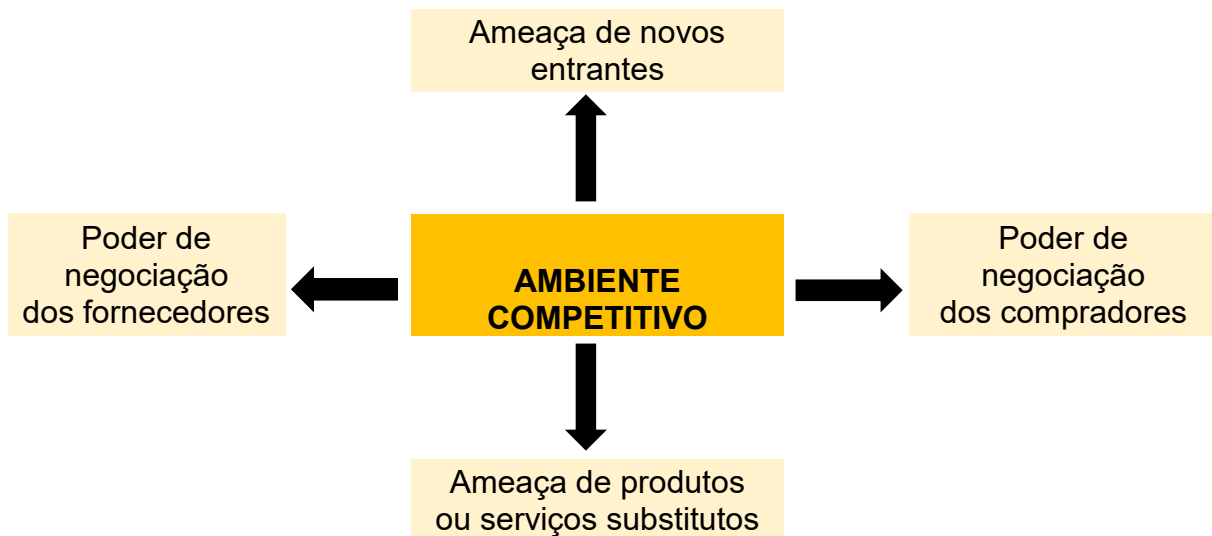 Ameaça de novos
entrantes
Poder de
negociação
dos fornecedores
AMBIENTE
COMPETITIVO
Poder de
negociação
dos compradores
Ameaça de produtos
ou serviços substitutos